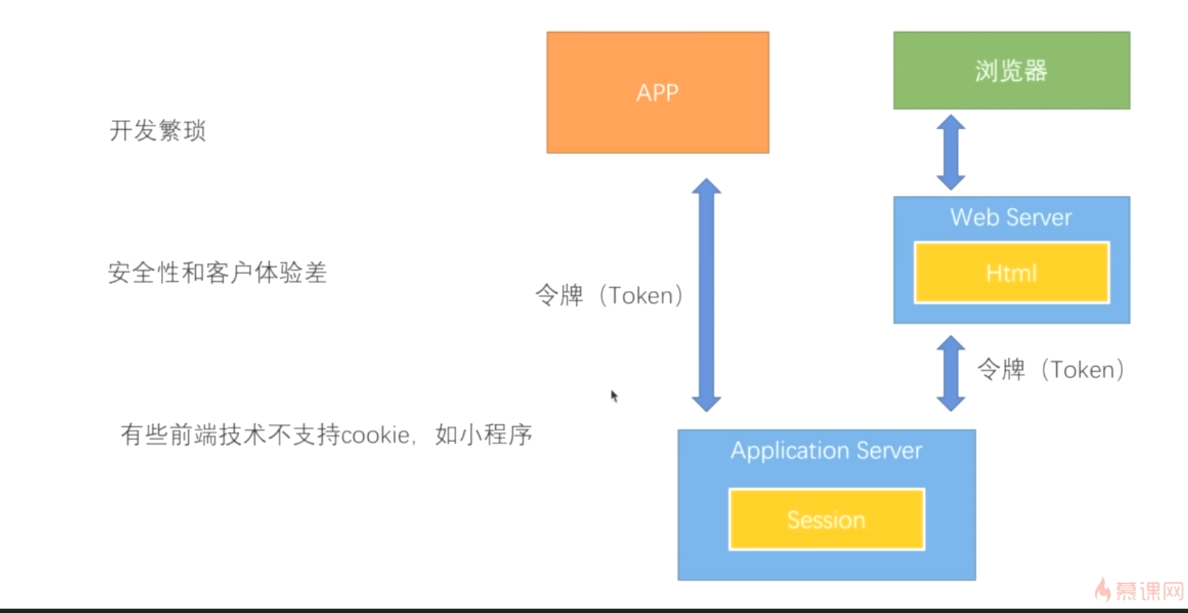 开发繁琐
安全性和客户体验差
有些前端技术不支持cookie，如小程序
APP
浏览器
Web Server
Html
令牌（Token）
令牌（Token）
Application Server
Session
慕课网